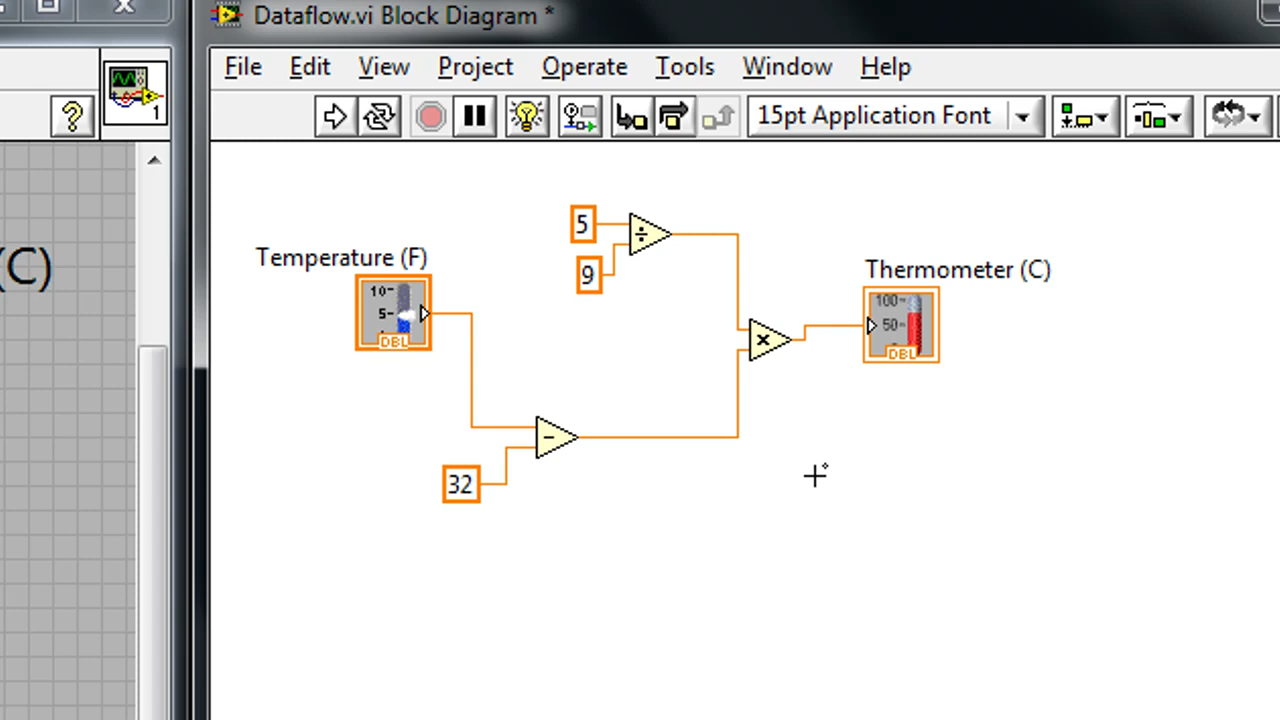 Dataflow.vi Block Diagram *
File Edit View Project Operate Tools Window Help
?
1
15pt Application Font
(C)
5
÷
9
Temperature (F)
10
5
DBL
Thermometer (C)
100
50
DBL
×
-
32